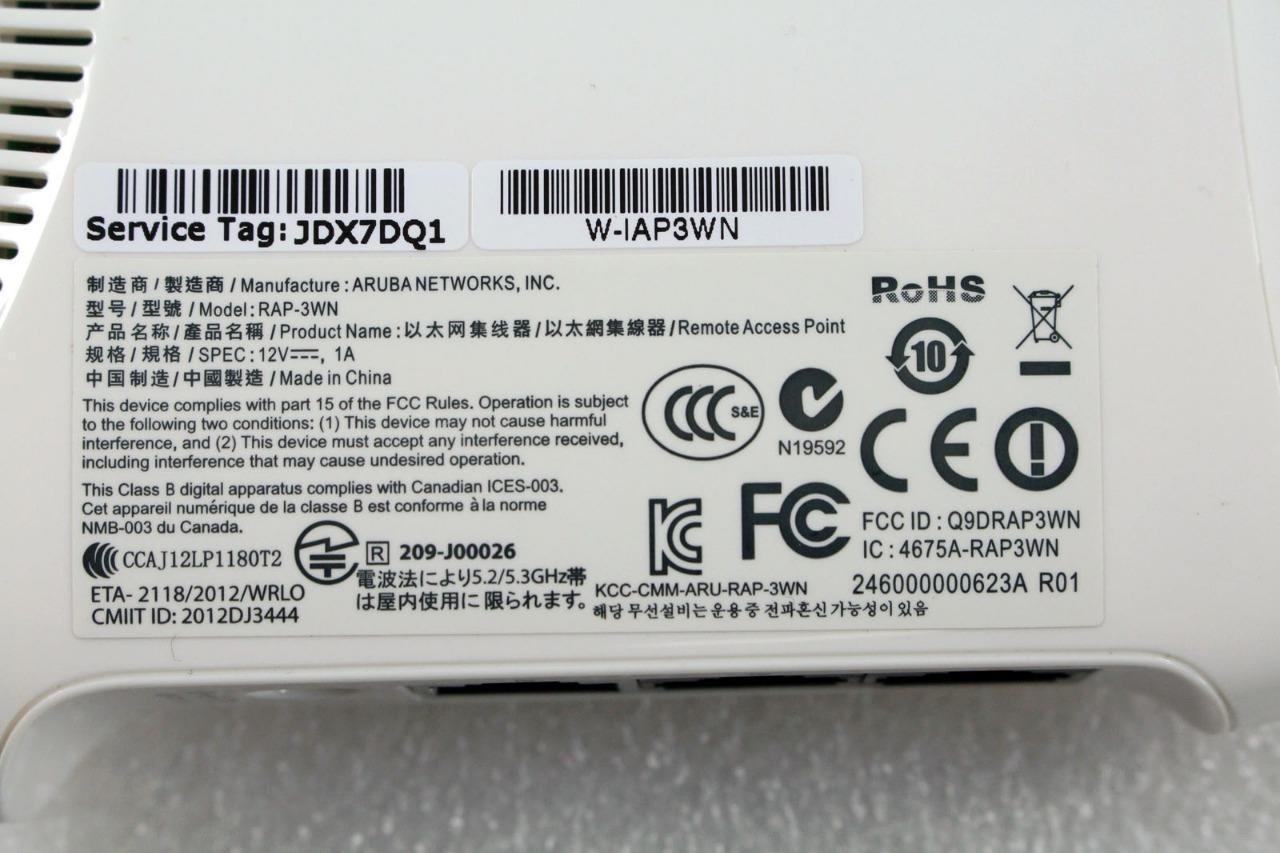 Service Tag: JDX7DQ1
W-IAP3WN
制造商 / 製造商 / Manufacture : ARUBA NETWORKS, INC.
型号 / 型號 / Model: RAP-3WN
产品名称 / 產品名稱 / Product Name : 以太网集线器 / 以太網集線器 / Remote Access Point
规格 / 規格 / SPEC : 12V⎓, 1A
中国制造 / 中國製造 / Made in China
This device complies with part 15 of the FCC Rules. Operation is subject
to the following two conditions: (1) This device may not cause harmful
interference, and (2) This device must accept any interference received,
including interference that may cause undesired operation.
This Class B digital apparatus complies with Canadian ICES-003.
Cet appareil numérique de la classe B est conforme à la norme
NMB-003 du Canada.
CCAJ12LP1180T2
ETA- 2118/2012/WRLO
CMIIT ID: 2012DJ3444
R 209-J00026
電波法により5.2/5.3GHz帯
は屋内使用に限られます。
RoHS
10
CCC S&E
N19592
CE
KC
FC
KCC-CMM-ARU-RAP-3WN
해당 무선설비는 운용 중 전파혼신 가능성이 있음
FCC ID : Q9DRAP3WN
IC : 4675A-RAP3WN
246000000623A R01